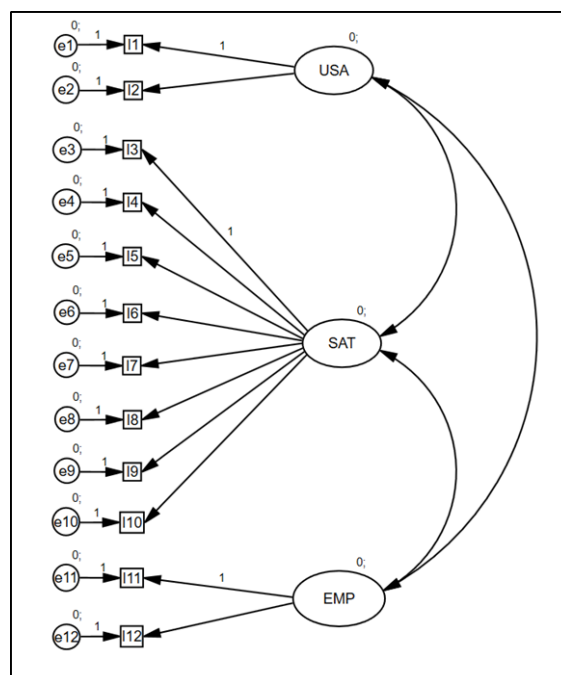 0;
e1 1 I1
1
0;
USA
0;
e2 1 I2
0;
e3 1 I3
0;
e4 1 I4
1
0;
e5 1 I5
0;
e6 1 I6
0;
SAT
0;
e7 1 I7
0;
e8 1 I8
0;
e9 1 I9
0;
e10 1 I10
0;
e11 1 I11
1
0;
EMP
0;
e12 1 I12